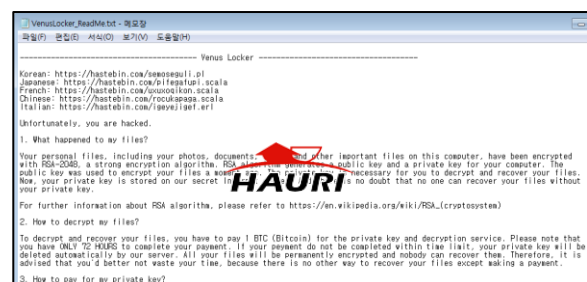 VenusLocker_ReadMe.txt - 메모장
파일(F) 편집(E) 서식(O) 보기(V) 도움말(H)
-------------------------------------- Venus Locker -----------------------------------
Korean: https://hastebin.com/semoseguli.pl
Japanese: https://hastebin.com/pifegafupi.scala
French: https://hastebin.com/uxuxoqikon.scala
Chinese: https://hastebin.com/rocukapaga.scala
Italian: https://hastebin.com/igeyejigef.erl
Unfortunately, you are hacked.
1. What happened to my files?
Your personal files, including your photos, documents, and other important files on this computer, have been encrypted
with RSA-2048, a strong encryption algorithm. RSA algorithm generates a public key and a private key for your computer. The
public key was used to encrypt your files a moment ago. The private key is necessary for you to decrypt and recover your files.
Now, your private key is stored on our secret In no doubt that no one can recover your files without
your private key.
HAURI
For further information about RSA algorithm, please refer to https://en.wikipedia.org/wiki/RSA_(cryptosystem)
2. How to decrypt my files?
To decrypt and recover your files, you have to pay 1 BTC (Bitcoin) for the private key and decryption service. Please note that
you have ONLY 72 HOURS to complete your payment. If your peyment do not be completed within time limit, your private key will be
deleted automatically by our server. All your files will be permanently encrypted and nobody can recover them. Therefore, it is
advised that you'd better not waste your time, because there is no other way to recover your files except making a payment.
3. How to pay for my private key?